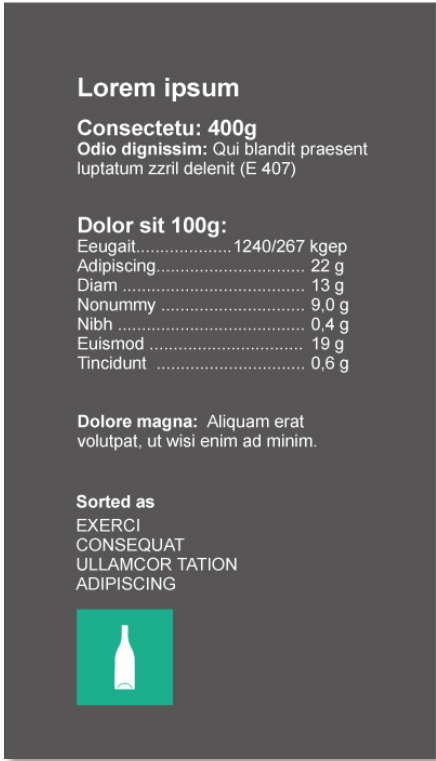 Lorem ipsum
Consectetu: 400g
Odio dignissim: Qui blandit praesent
luptatum zzril delenit (E 407)
Dolor sit 100g:
Eeugait....................1240/267 kgep
Adipiscing............................... 22 g
Diam ...................................... 13 g
Nonummy .............................. 9,0 g
Nibh ....................................... 0,4 g
Euismod ................................ 19 g
Tincidunt ............................... 0,6 g
Dolore magna: Aliquam erat
volutpat, ut wisi enim ad minim.
Sorted as
EXERCI
CONSEQUAT
ULLAMCOR TATION
ADIPISCING